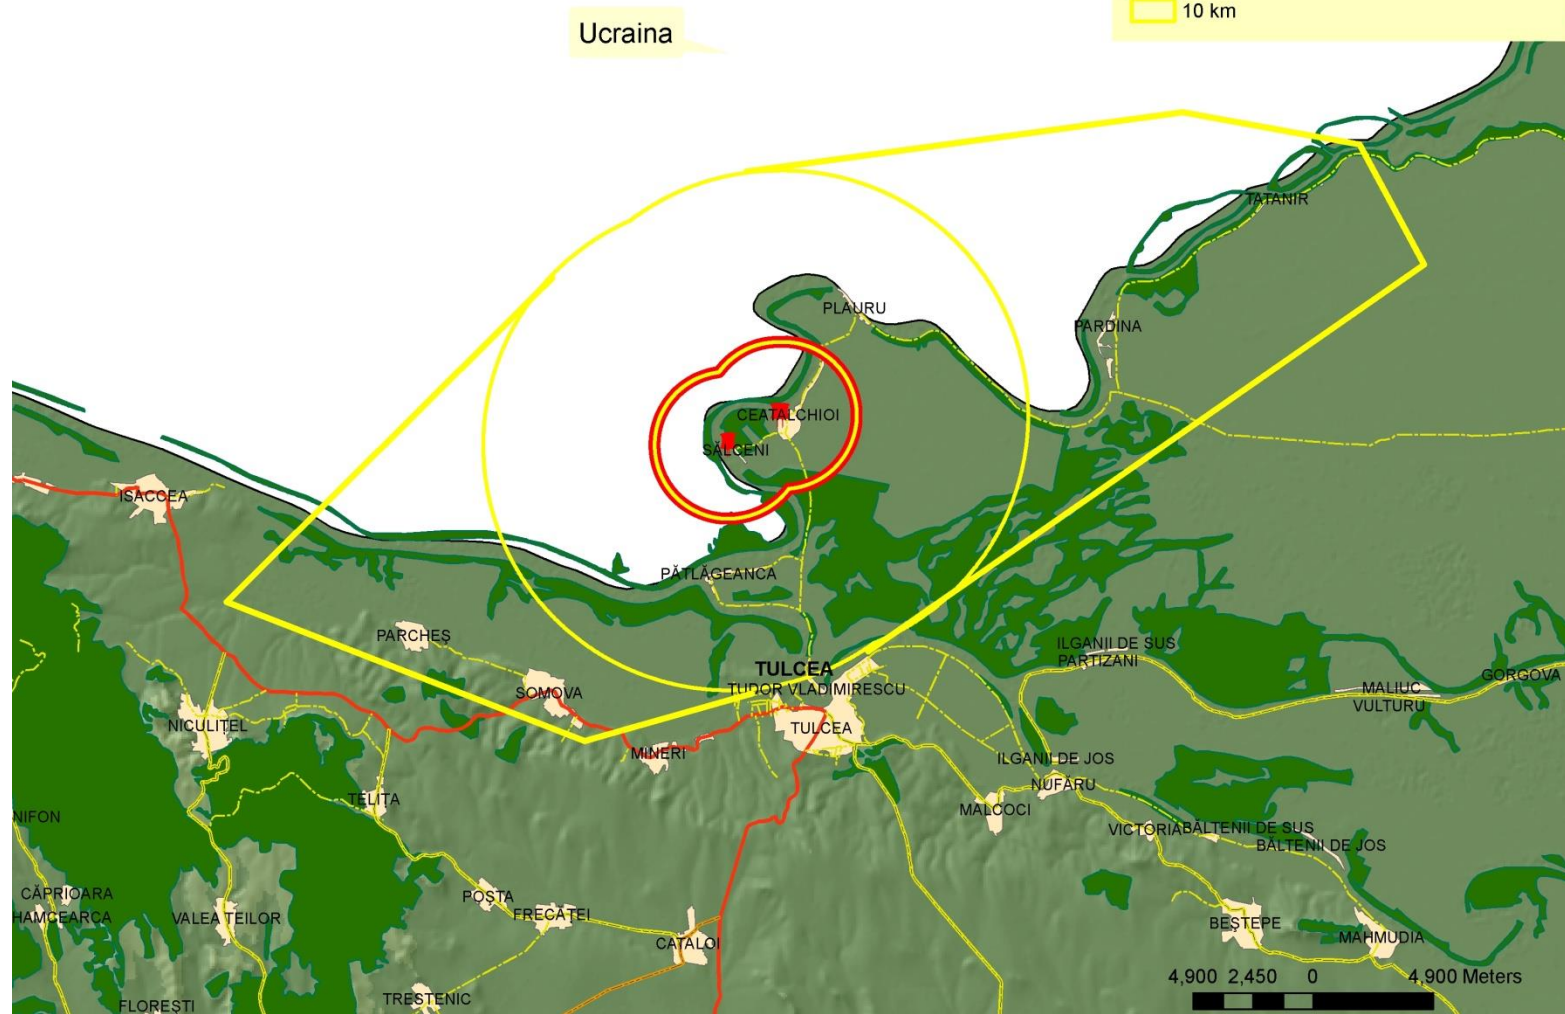 10 km
Ucraina
TATANIR
PLAURU
PARDINA
CEATALCHIOI
SĂLCENI
ISACCEA
PĂTLĂGEANCA
PARCHEȘ
ILGANII DE SUS
PARTIZANI
TULCEA
TUDOR VLADIMIRESCU
SOMOVA
GORGOVA
MALIUC
VULTURU
NICULIȚEL
TULCEA
MINERI
ILGANII DE JOS
NUFĂRU
TELIȚA
MALCOCI
NIFON
VICTORIA
BĂLTENII DE SUS
BĂLTENII DE JOS
CĂPRIOARA
POȘTA
HAMCEARCA
VALEA TEILOR
FRECĂȚEI
BEȘTEPE
CATALOI
MAHMUDIA
4,900 2,450 0 4,900 Meters
TRESTENIC
FLOREȘTI